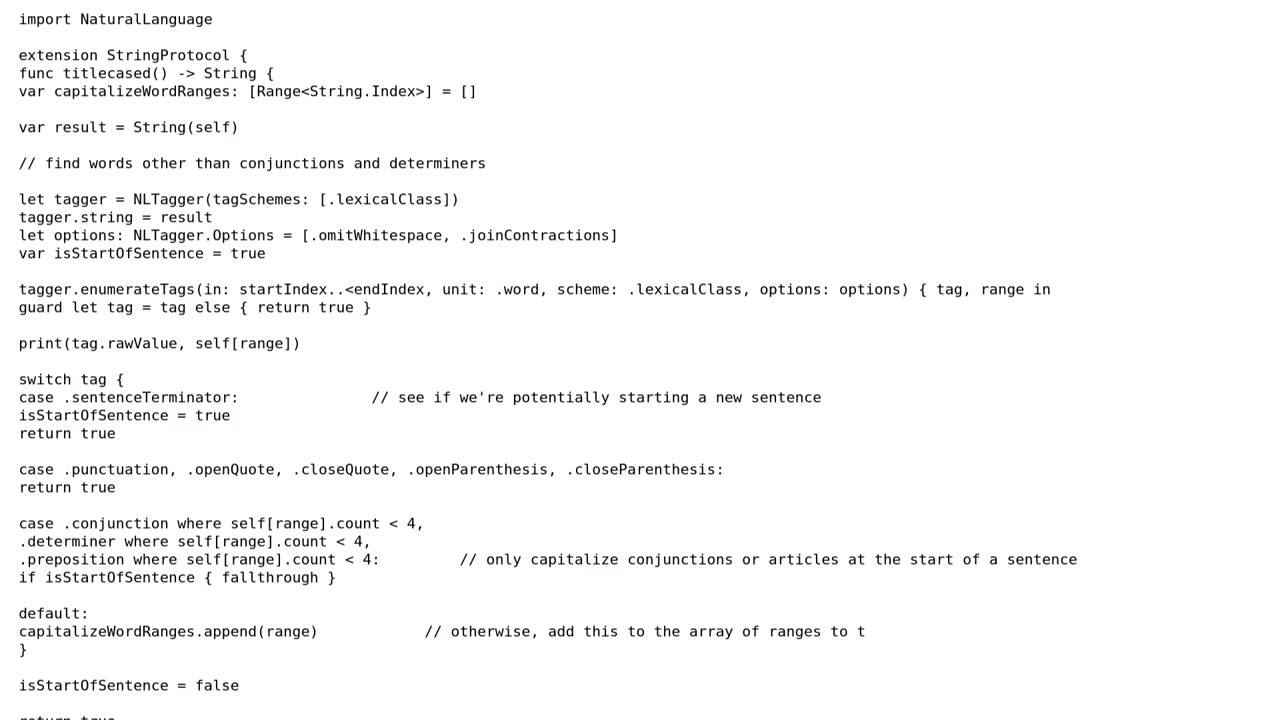 import NaturalLanguage
extension StringProtocol {
func titlecased() -> String {
var capitalizeWordRanges: [Range<String.Index>] = []
var result = String(self)
// find words other than conjunctions and determiners
let tagger = NLTagger(tagSchemes: [.lexicalClass])
tagger.string = result
let options: NLTagger.Options = [.omitWhitespace, .joinContractions]
var isStartOfSentence = true
tagger.enumerateTags(in: startIndex..<endIndex, unit: .word, scheme: .lexicalClass, options: options) { tag, range in
guard let tag = tag else { return true }
print(tag.rawValue, self[range])
switch tag {
case .sentenceTerminator: // see if we're potentially starting a new sentence
isStartOfSentence = true
return true
case .punctuation, .openQuote, .closeQuote, .openParenthesis, .closeParenthesis:
return true
case .conjunction where self[range].count < 4,
.determiner where self[range].count < 4,
.preposition where self[range].count < 4: // only capitalize conjunctions or articles at the start of a sentence
if isStartOfSentence { fallthrough }
default:
capitalizeWordRanges.append(range) // otherwise, add this to the array of ranges to t
}
isStartOfSentence = false
return true